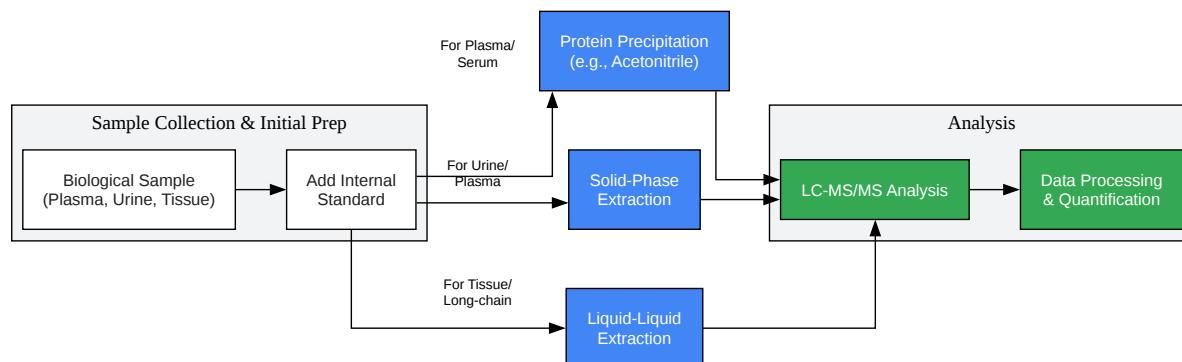 For Plasma/
Serum
Protein Precipitation
(e.g., Acetonitrile)
Sample Collection & Initial Prep
Biological Sample
(Plasma, Urine, Tissue)
Add Internal
Standard
For Urine/
Plasma
Solid-Phase
Extraction
Analysis
LC-MS/MS Analysis
Data Processing
& Quantification
For Tissue/
Long-chain
Liquid-Liquid
Extraction